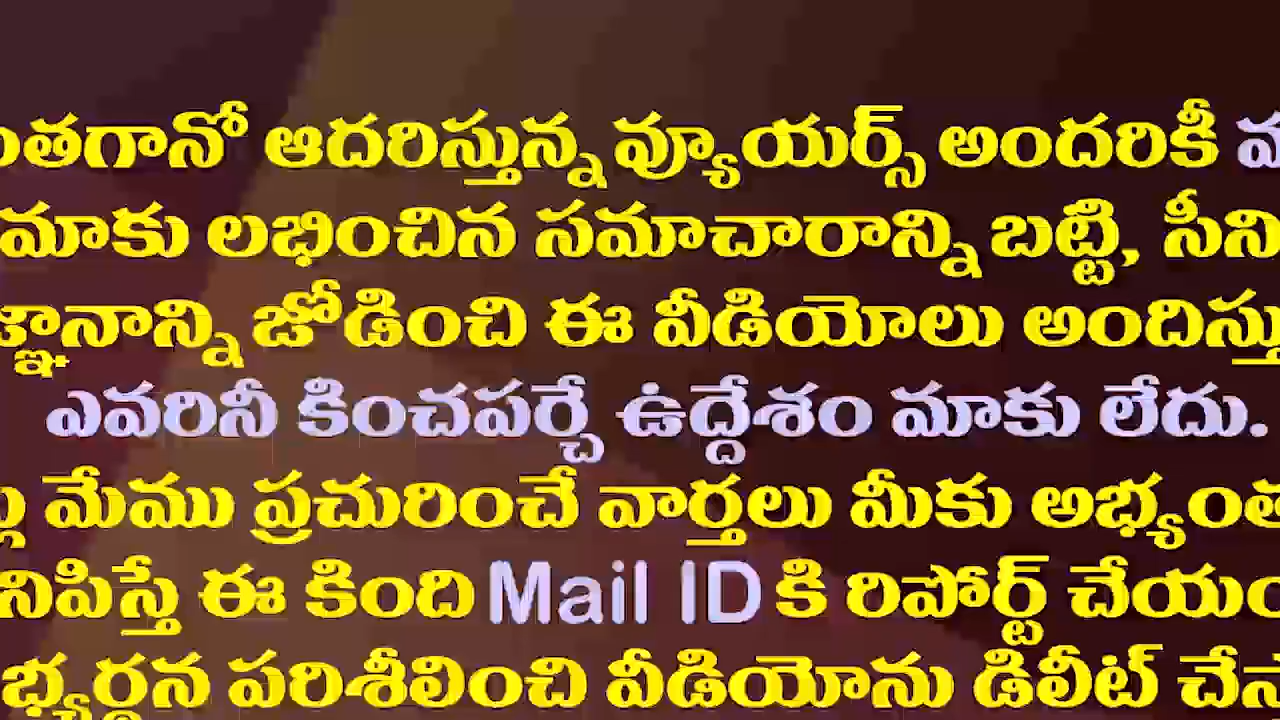 ంతగానో ఆదరిస్తున్న వ్యూయర్స్ అందరికీ
మాకు లభించిన సమాచారాన్ని బట్టి, సీని
జ్ఞానాన్ని జోడించి ఈ వీడియోలు అందిస్తు
ఎవరినీ కించపర్చే ఉద్దేశం మాకు లేదు.
మేము ప్రచురించే వార్తలు మీకు అభ్యంత
నిపిస్తే ఈ కింది Mail ID కి రిపోర్ట్ చేయం
భ్యర్ధన పరిశీలించి వీడియోను డిలీట్ చేస